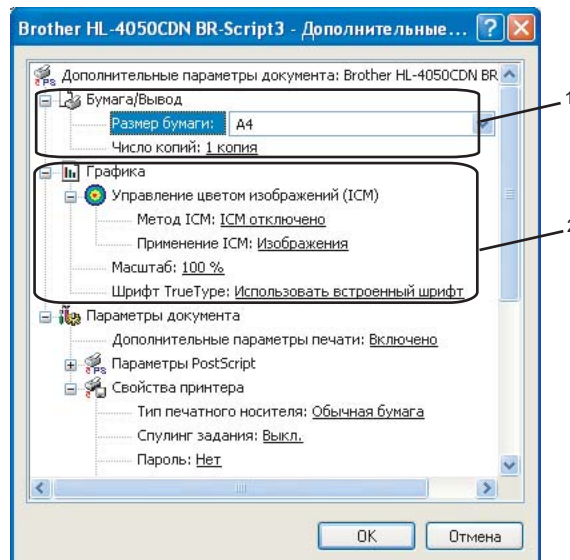 Brother HL-4050CDN BR-Script3 - Дополнительные...
Дополнительные параметры документа: Brother HL-4050CDN BR
Бумага/Вывод
Размер бумаги: A4
1
Число копий: 1 копия
Графика
Управление цветом изображений (ICM)
Метод ICM: ICM отключено
2
Применение ICM: Изображения
Масштаб: 100 %
Шрифт TrueType: Использовать встроенный шрифт
Параметры документа
Дополнительные параметры печати: Включено
Параметры PostScript
Свойства принтера
Тип печатного носителя: Обычная бумага
Спулинг задания: Выкл.
Пароль: Нет
OK
Отмена